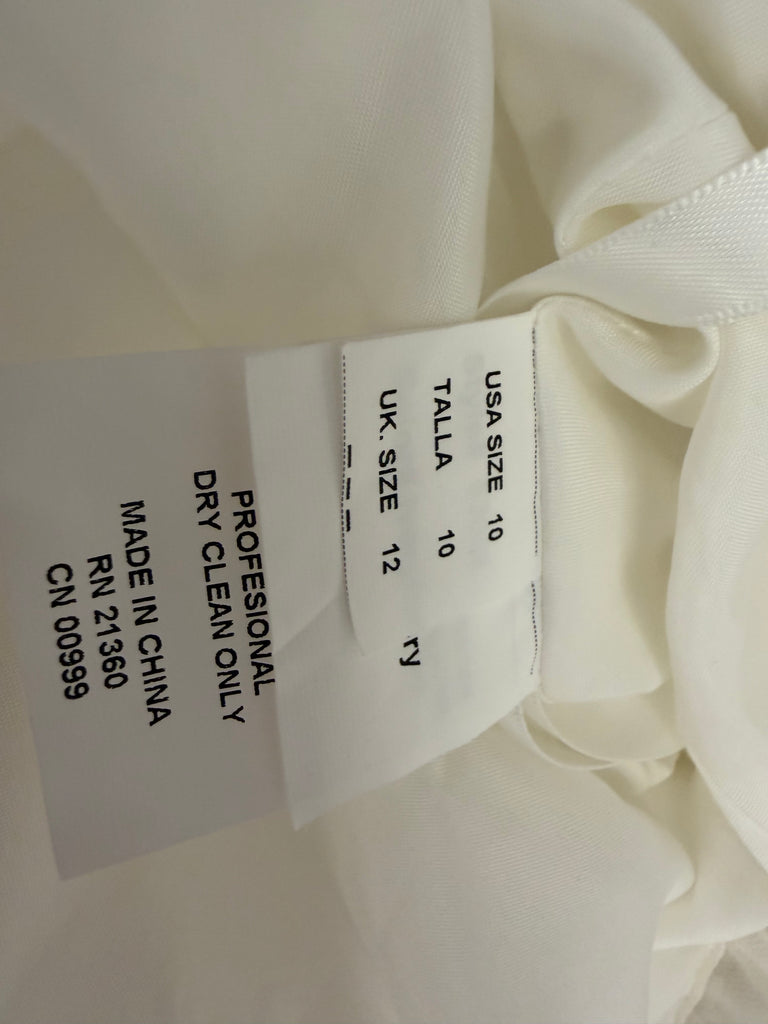 USA SIZE 10
TALLA 10
UK. SIZE 12
ry
PROFESIONAL
DRY CLEAN ONLY
MADE IN CHINA
RN 21360
CN 00999